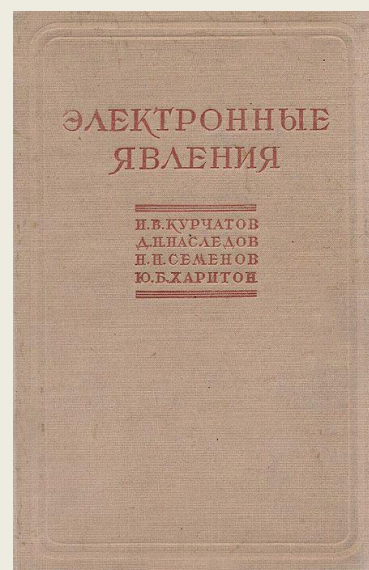 ЭЛЕКТРОННЫЕ
ЯВЛЕНИЯ
И.В.КУРЧАТОВ
Д.Н.НАСЛЕДОВ
Н.Н.СЕМЕНОВ
Ю.Б.ХАРИТОН